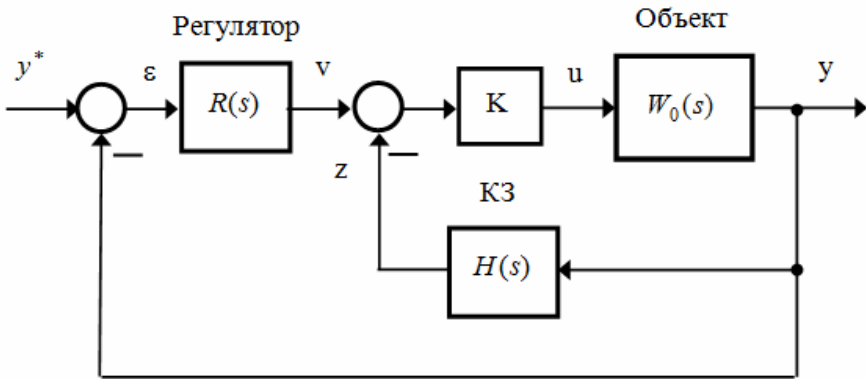 Регулятор
Объект
y*
ε
R(s)
v
K
u
W₀(s)
y
z
КЗ
H(s)